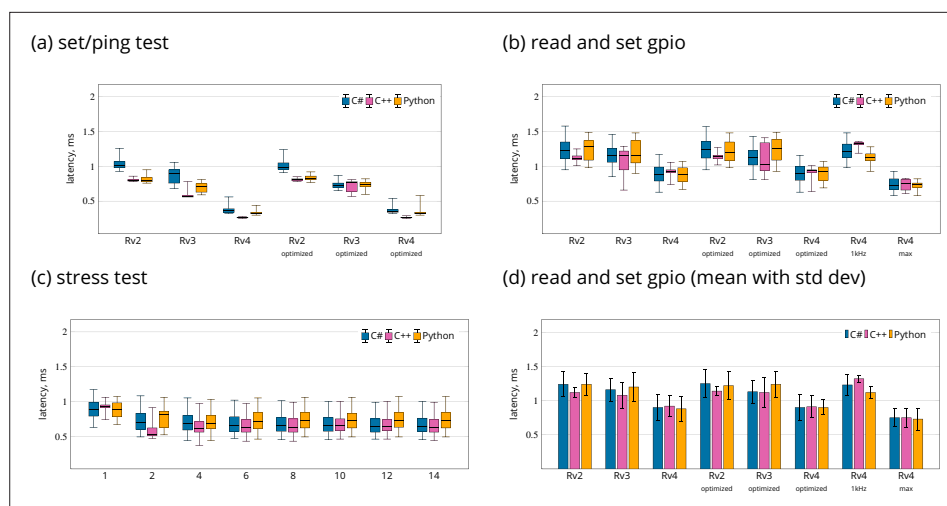 (a) set/ping test
latency, ms
2
1.5
1
0.5
C# C++ Python
Rv2 Rv3 Rv4 Rv2 Rv3 Rv4
optimized optimized optimized
(b) read and set gpio
latency, ms
2
1.5
1
0.5
C# C++ Python
Rv2 Rv3 Rv4 Rv2 Rv3 Rv4 Rv4 Rv4
optimized optimized optimized 1kHz max
(c) stress test
latency, ms
2
1.5
1
0.5
C# C++ Python
1 2 4 6 8 10 12 14
(d) read and set gpio (mean with std dev)
latency, ms
2
1.5
1
0.5
C# C++ Python
Rv2 Rv3 Rv4 Rv2 Rv3 Rv4 Rv4 Rv4
optimized optimized optimized 1kHz max